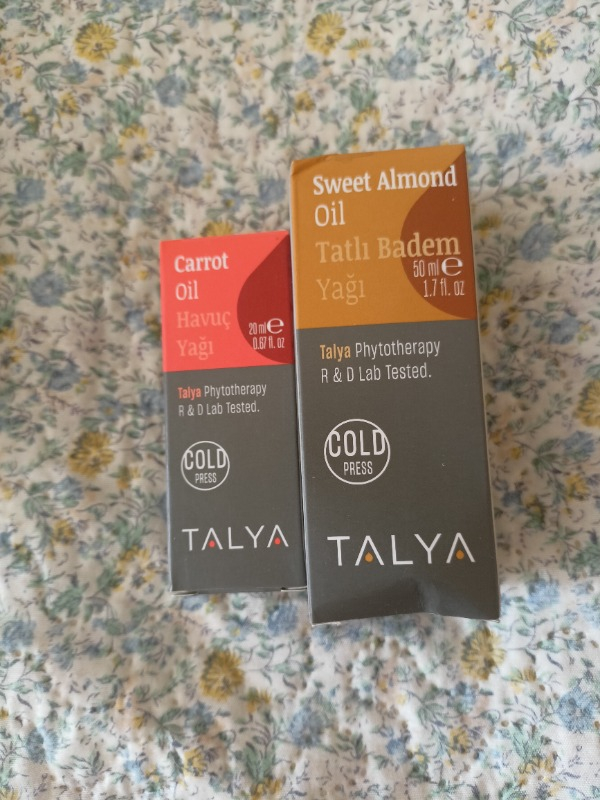 Carrot
Oil
Havuç
Yağı
20 ml e
0.67 fl. oz
Talya Phytotherapy
R & D Lab Tested.
COLD
PRESS
TALYA
Sweet Almond
Oil
Tatlı Badem
Yağı
50 ml e
1.7 fl. oz
Talya Phytotherapy
R & D Lab Tested.
COLD
PRESS
TALYA